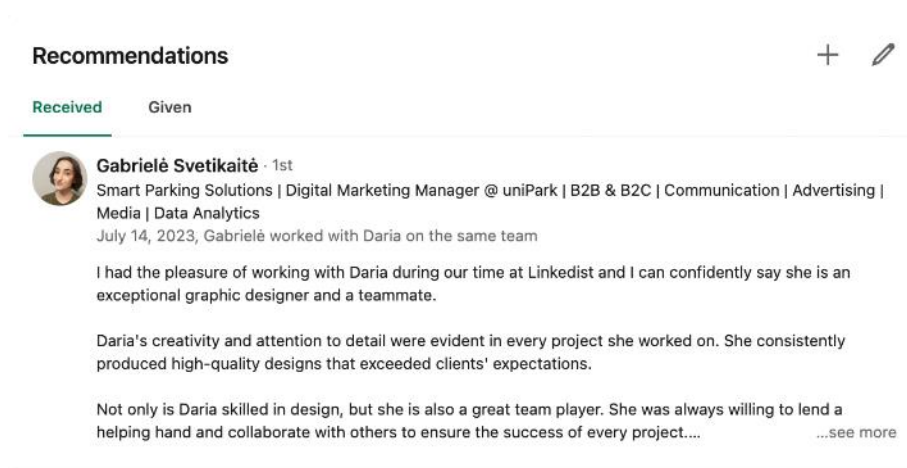 Recommendations
Received
Given
Gabrielė Svetikaitė · 1st
Smart Parking Solutions | Digital Marketing Manager @ uniPark | B2B & B2C | Communication | Advertising |
Media | Data Analytics
July 14, 2023, Gabrielė worked with Daria on the same team
I had the pleasure of working with Daria during our time at Linkedist and I can confidently say she is an
exceptional graphic designer and a teammate.
Daria's creativity and attention to detail were evident in every project she worked on. She consistently
produced high-quality designs that exceeded clients' expectations.
Not only is Daria skilled in design, but she is also a great team player. She was always willing to lend a
helping hand and collaborate with others to ensure the success of every project.... ...see more